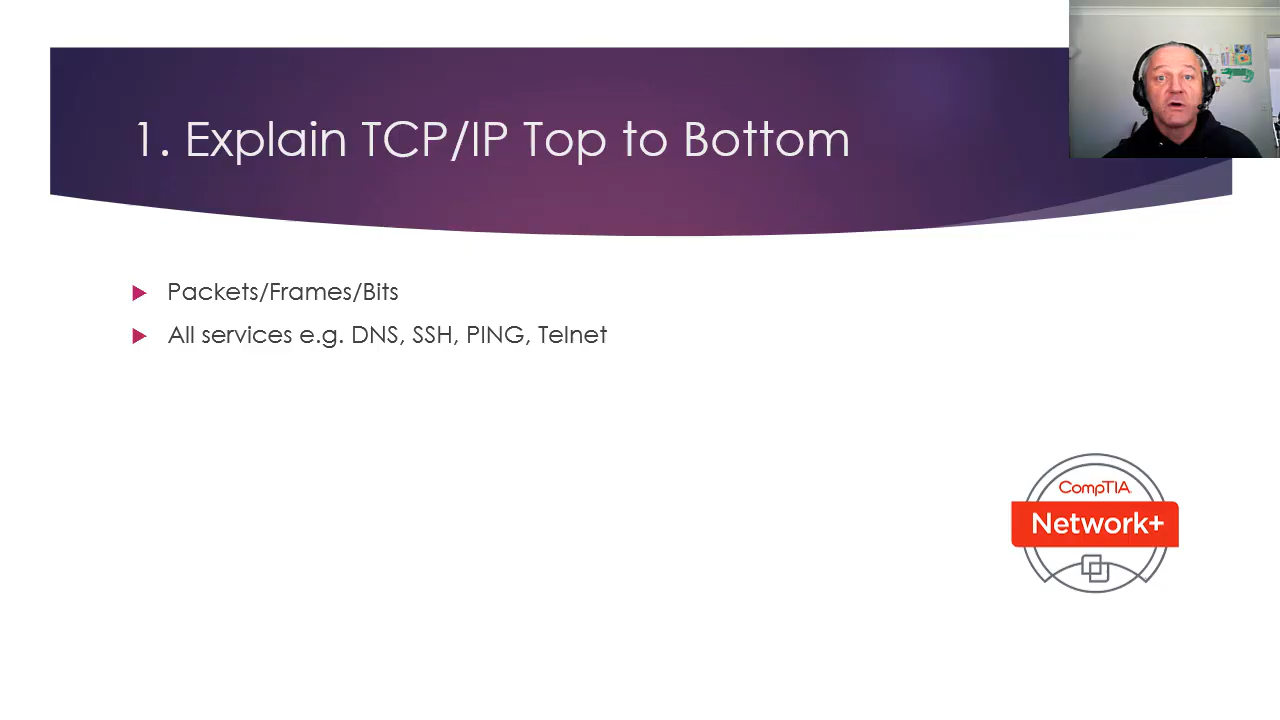 1. Explain TCP/IP Top to Bottom
Packets/Frames/Bits
All services e.g. DNS, SSH, PING, Telnet
CompTIA
Network+